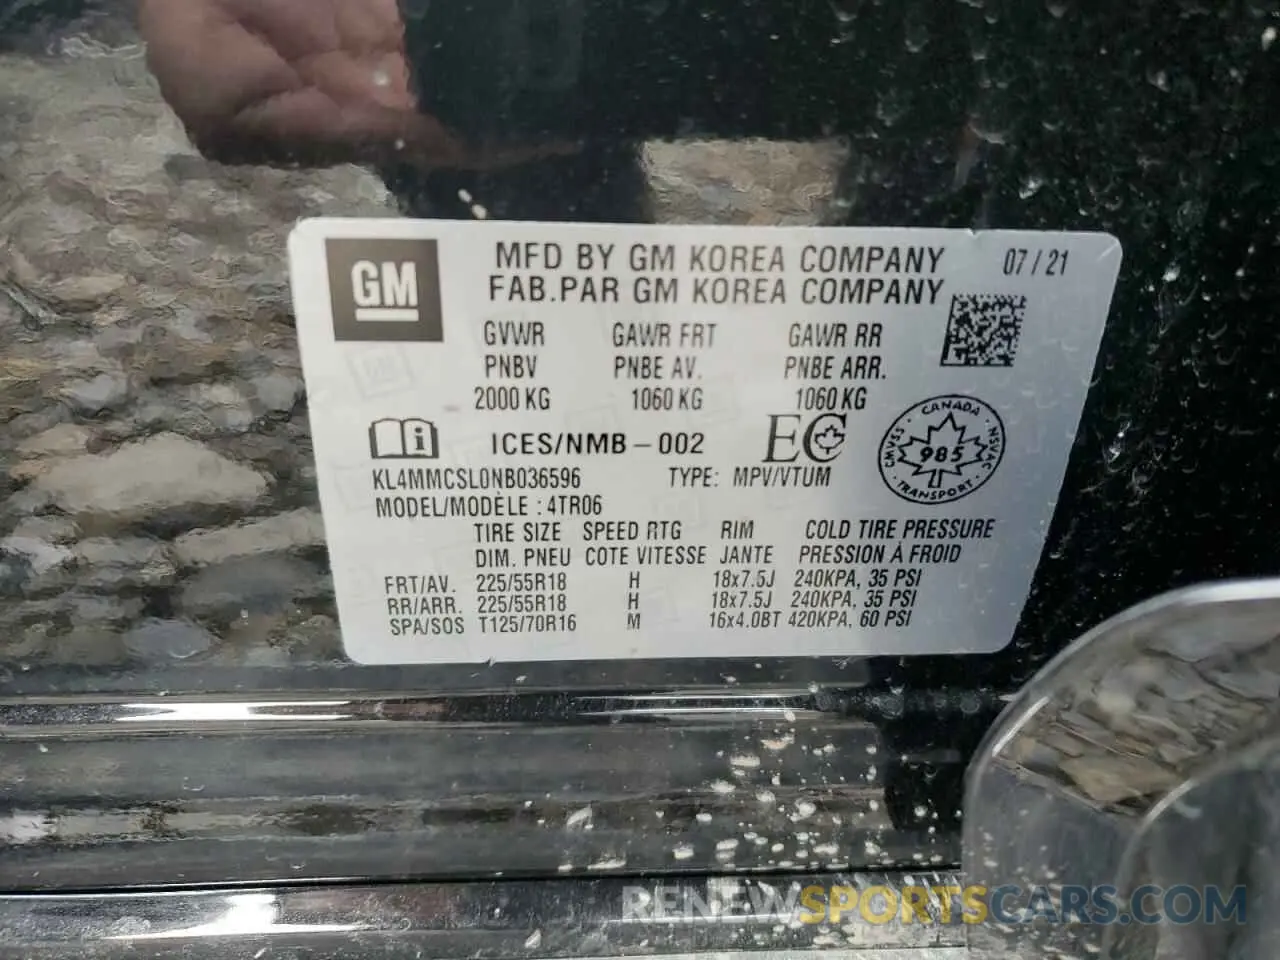 GM
MFD BY GM KOREA COMPANY 07/21
FAB.PAR GM KOREA COMPANY
GVWR GAWR FRT GAWR RR
PNBV PNBE AV. PNBE ARR.
2000 KG 1060 KG 1060 KG
ICES/NMB-002 EC
CANADA
CMVSS 985 NSVAC
TRANSPORT
KL4MMCSL0NB036596 TYPE: MPV/VTUM
MODEL/MODÈLE : 4TR06
TIRE SIZE SPEED RTG RIM COLD TIRE PRESSURE
DIM. PNEU COTE VITESSE JANTE PRESSION À FROID
FRT/AV. 225/55R18 H 18x7.5J 240KPA, 35 PSI
RR/ARR. 225/55R18 H 18x7.5J 240KPA, 35 PSI
SPA/SOS T125/70R16 M 16x4.0BT 420KPA, 60 PSI
RENEWSPORTSCARS.COM